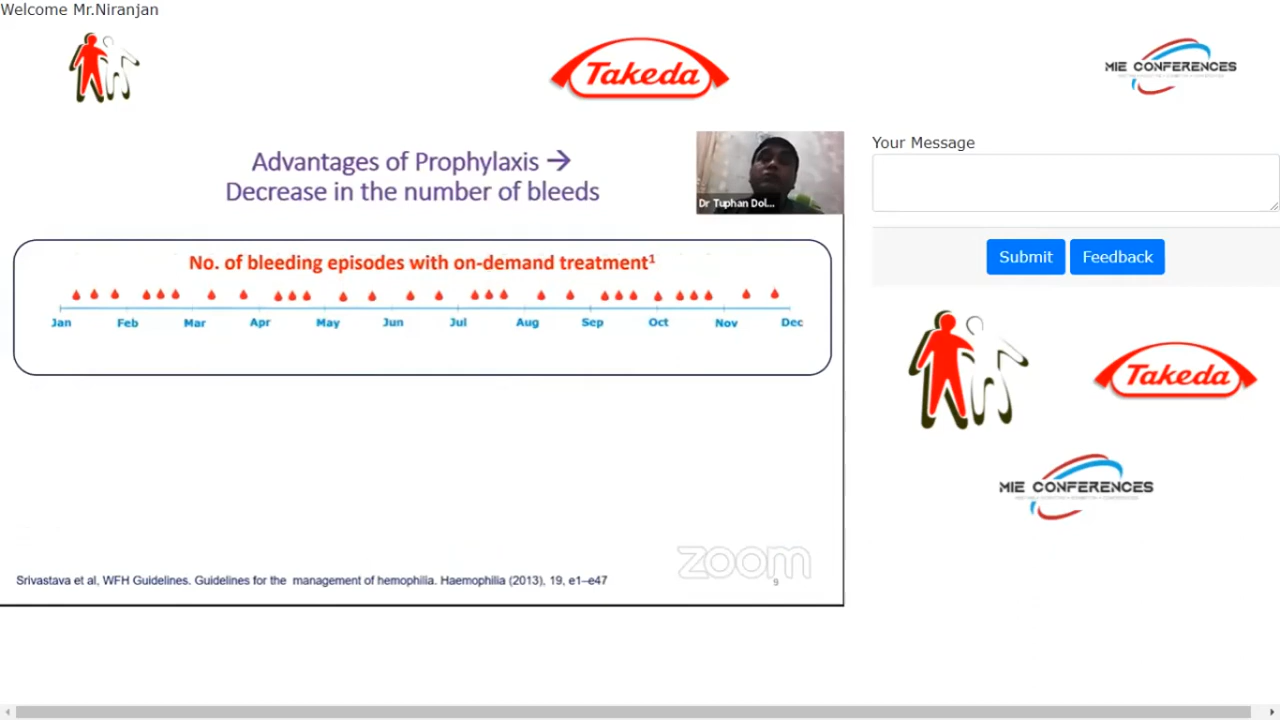 Welcome Mr.Niranjan
Takeda
MIE CONFERENCES
Advantages of Prophylaxis →
Decrease in the number of bleeds
Dr Tuphan Dol...
Your Message
Submit
Feedback
No. of bleeding episodes with on-demand treatment¹
Jan Feb Mar Apr May Jun Jul Aug Sep Oct Nov Dec
Takeda
MIE CONFERENCES
zoom
Srivastava et al, WFH Guidelines. Guidelines for the management of hemophilia. Haemophilia (2013), 19, e1–e47
9